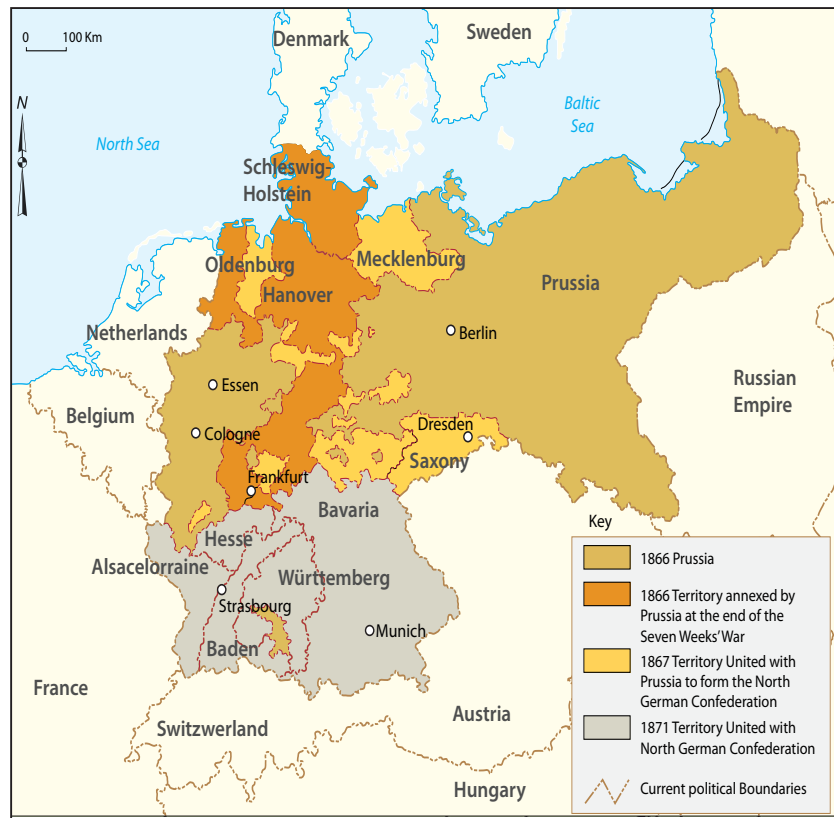 0 100 Km
Denmark
Sweden
N
North Sea
Baltic
Sea
Schleswig-
Holstein
Oldenburg
Mecklenburg
Hanover
Prussia
Netherlands
Berlin
Essen
Russian
Empire
Belgium
Cologne
Dresden
Saxony
Frankfurt
Bavaria
Hesse
Alsacelorraine
Württemberg
Strasbourg
Munich
Baden
France
Switzwerland
Austria
Hungary
Key
1866 Prussia
1866 Territory annexed by
Prussia at the end of the
Seven Weeks' War
1867 Territory United with
Prussia to form the North
German Confederation
1871 Territory United with
North German Confederation
Current political Boundaries